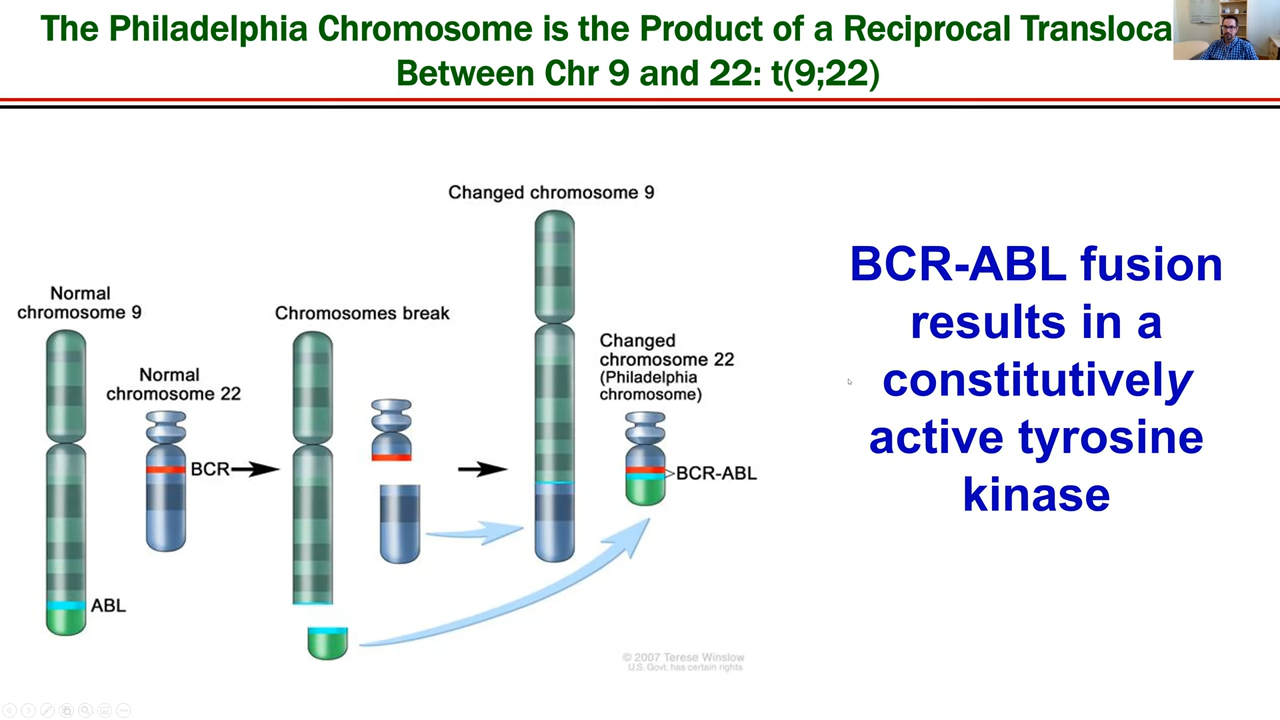 The Philadelphia Chromosome is the Product of a Reciprocal Transloca
Between Chr 9 and 22: t(9;22)
Changed chromosome 9
Normal
chromosome 9
Chromosomes break
Normal
chromosome 22
Changed
chromosome 22
(Philadelphia
chromosome)
BCR
BCR-ABL
ABL
BCR-ABL fusion
results in a
constitutively
active tyrosine
kinase
© 2007 Terese Winslow
U.S. Govt. has certain rights